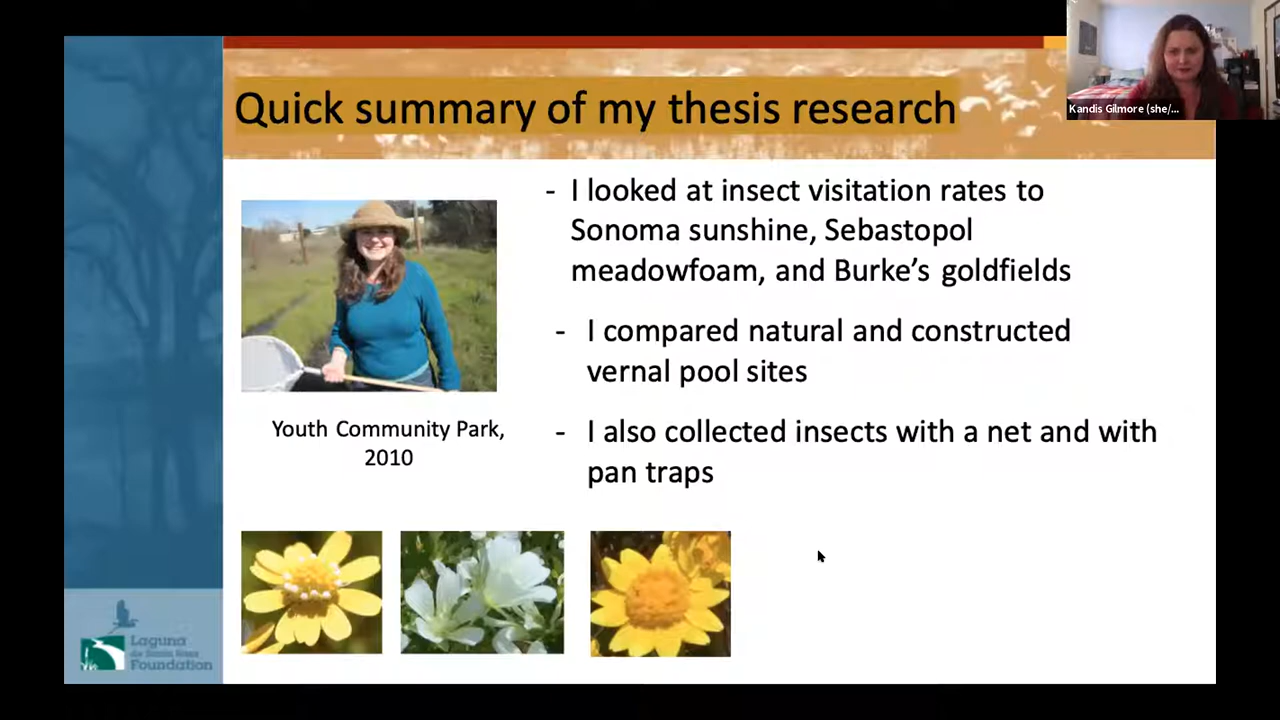 Quick summary of my thesis research
Kandis Gilmore (she/...
- I looked at insect visitation rates to
Sonoma sunshine, Sebastopol
meadowfoam, and Burke’s goldfields
- I compared natural and constructed
vernal pool sites
- I also collected insects with a net and with
pan traps
Youth Community Park,
2010
Laguna
de Santa Rosa
Foundation